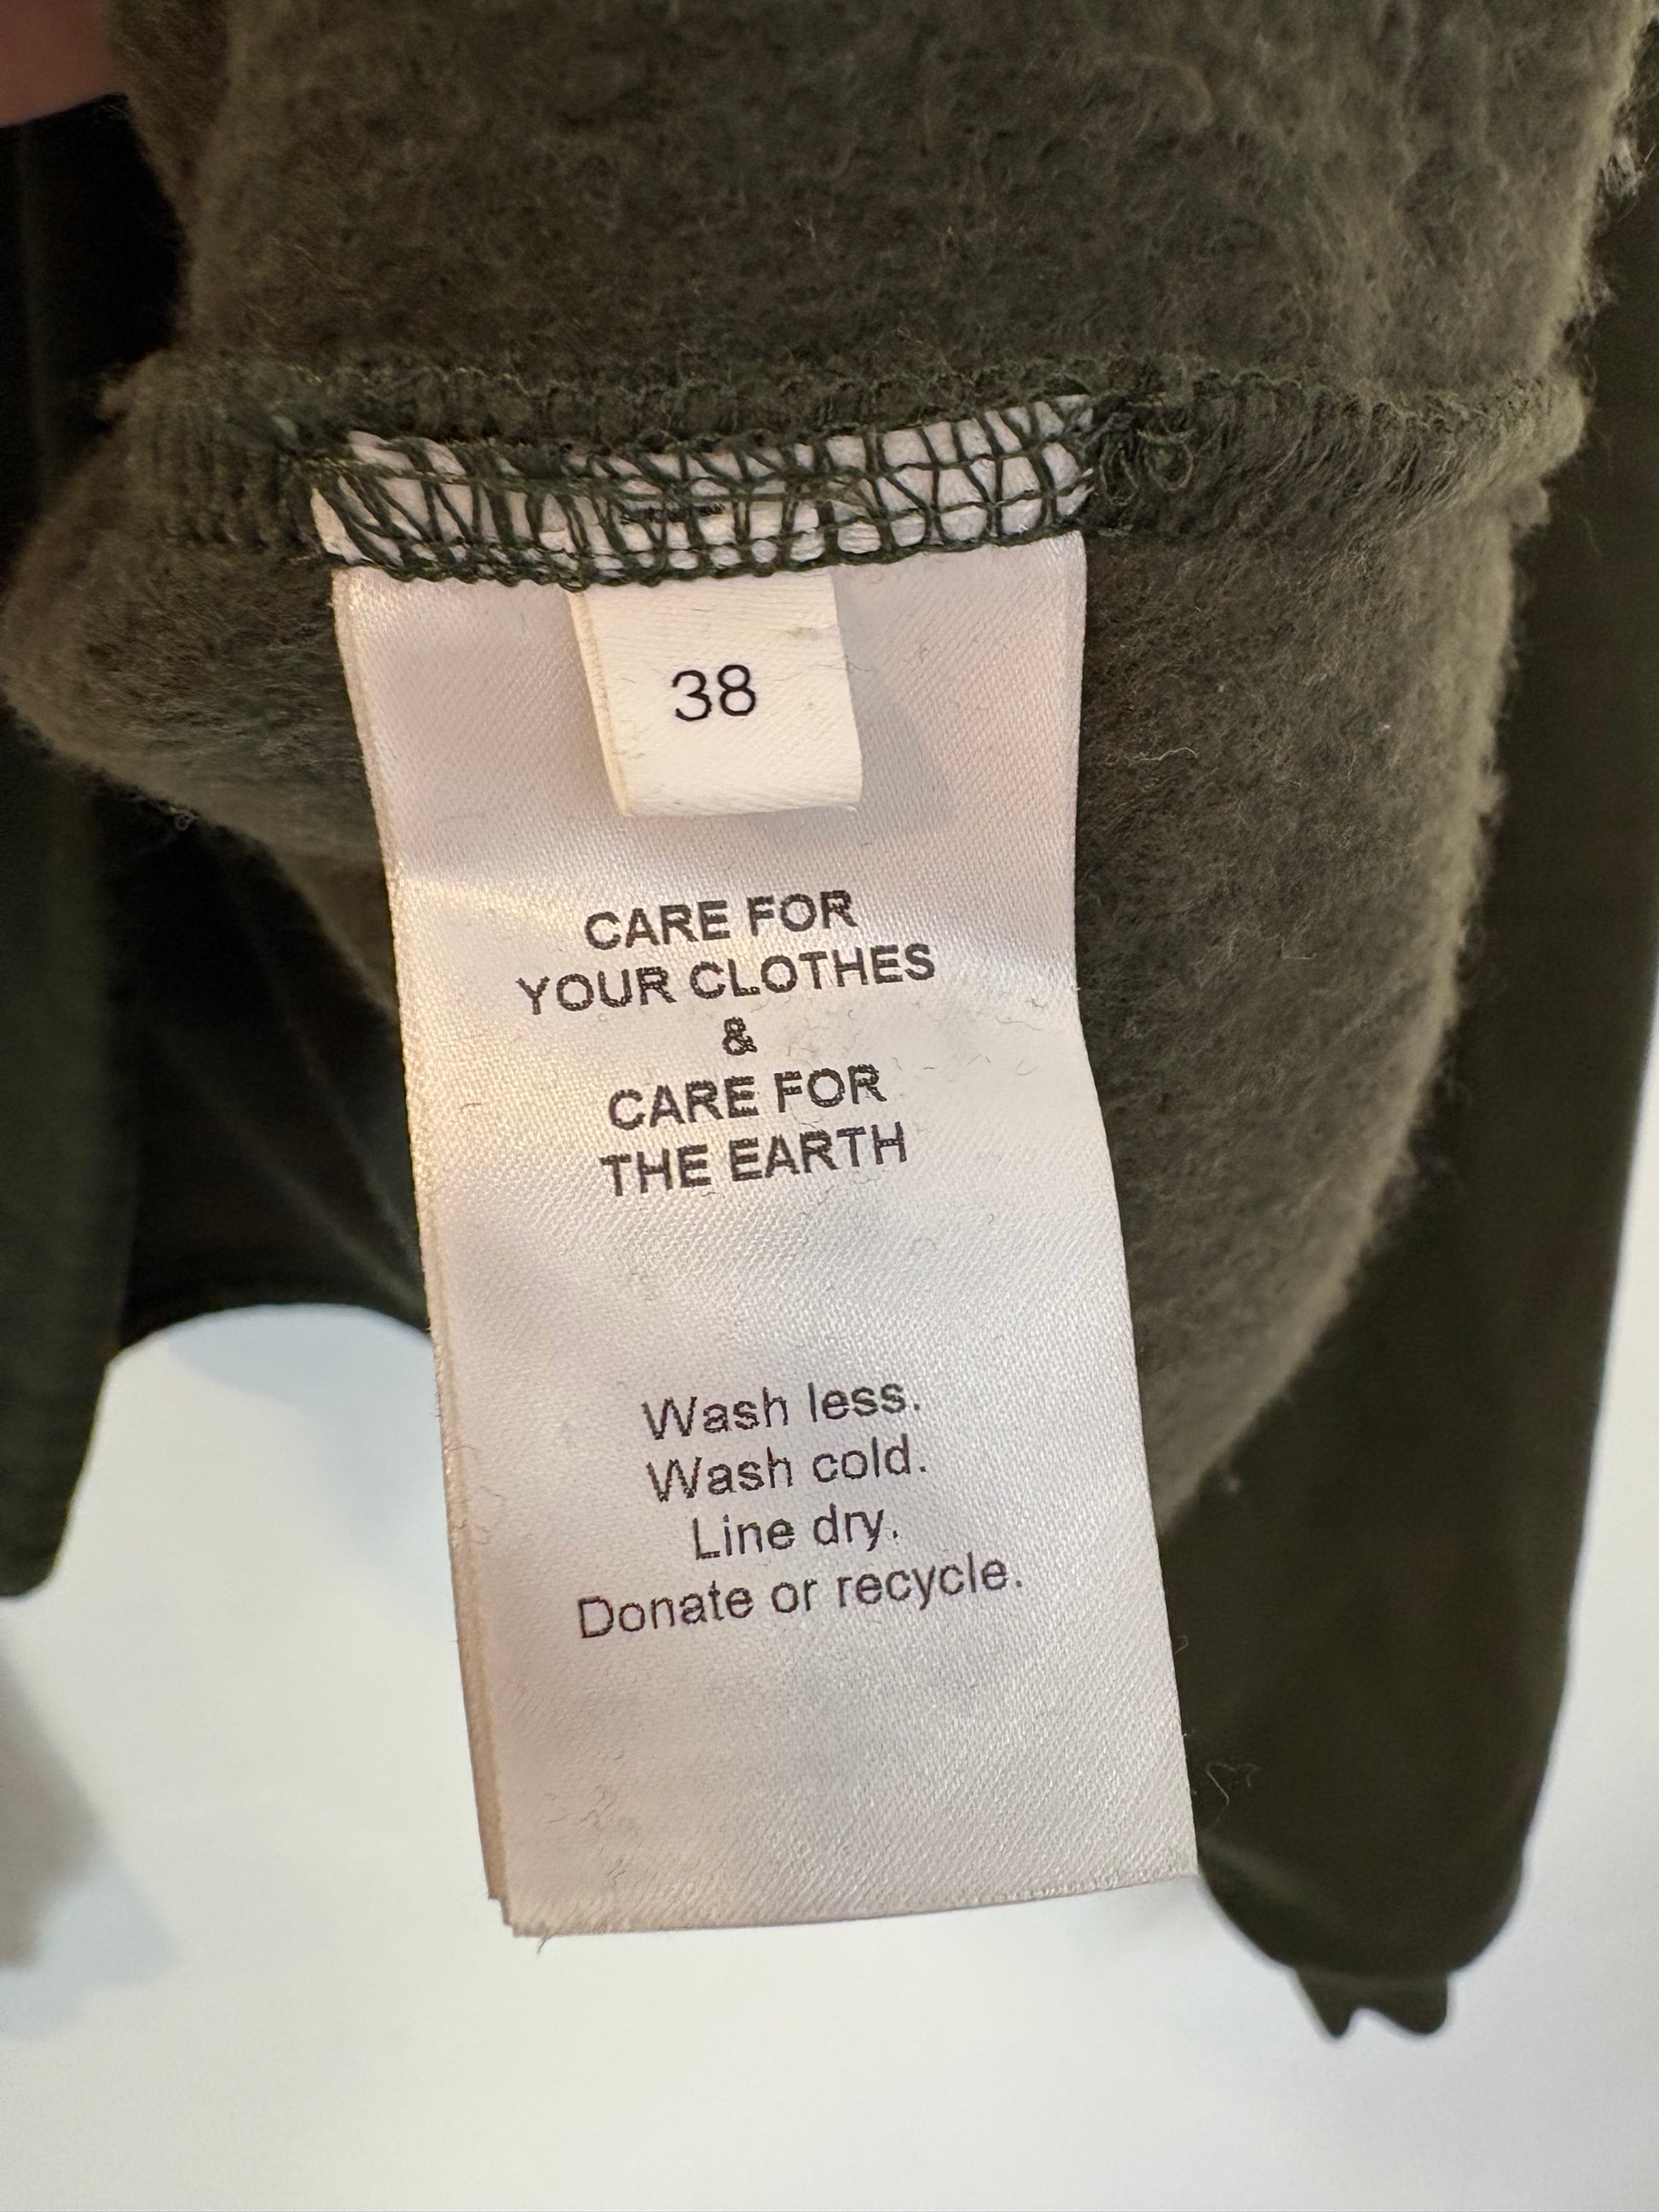 38
CARE FOR
YOUR CLOTHES
&
CARE FOR
THE EARTH
Wash less.
Wash cold.
Line dry.
Donate or recycle.